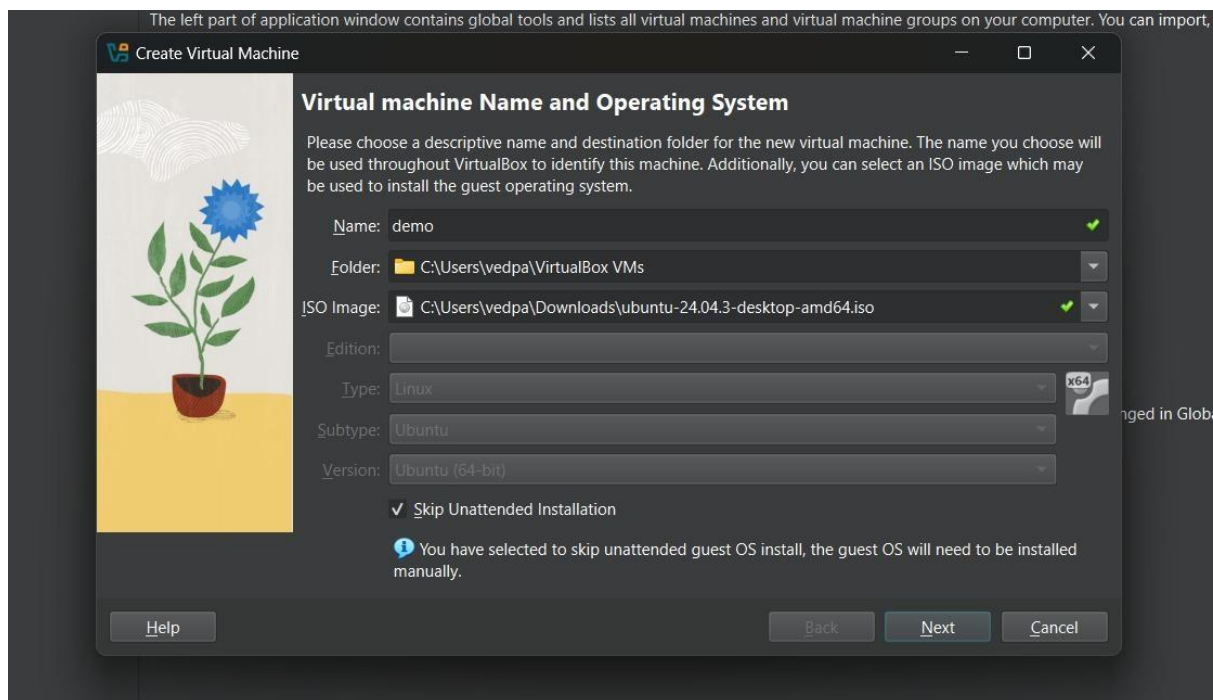 The left part of application window contains global tools and lists all virtual machines and virtual machine groups on your computer. You can import,
Create Virtual Machine
Virtual machine Name and Operating System
Please choose a descriptive name and destination folder for the new virtual machine. The name you choose will
be used throughout VirtualBox to identify this machine. Additionally, you can select an ISO image which may
be used to install the guest operating system.
Name: demo
Folder: C:\Users\vedpa\VirtualBox VMs
ISO Image: C:\Users\vedpa\Downloads\ubuntu-24.04.3-desktop-amd64.iso
Edition:
Type: Linux
x64
Subtype: Ubuntu
nged in Globa
Version: Ubuntu (64-bit)
Skip Unattended Installation
You have selected to skip unattended guest OS install, the guest OS will need to be installed
manually.
Help Back Next Cancel